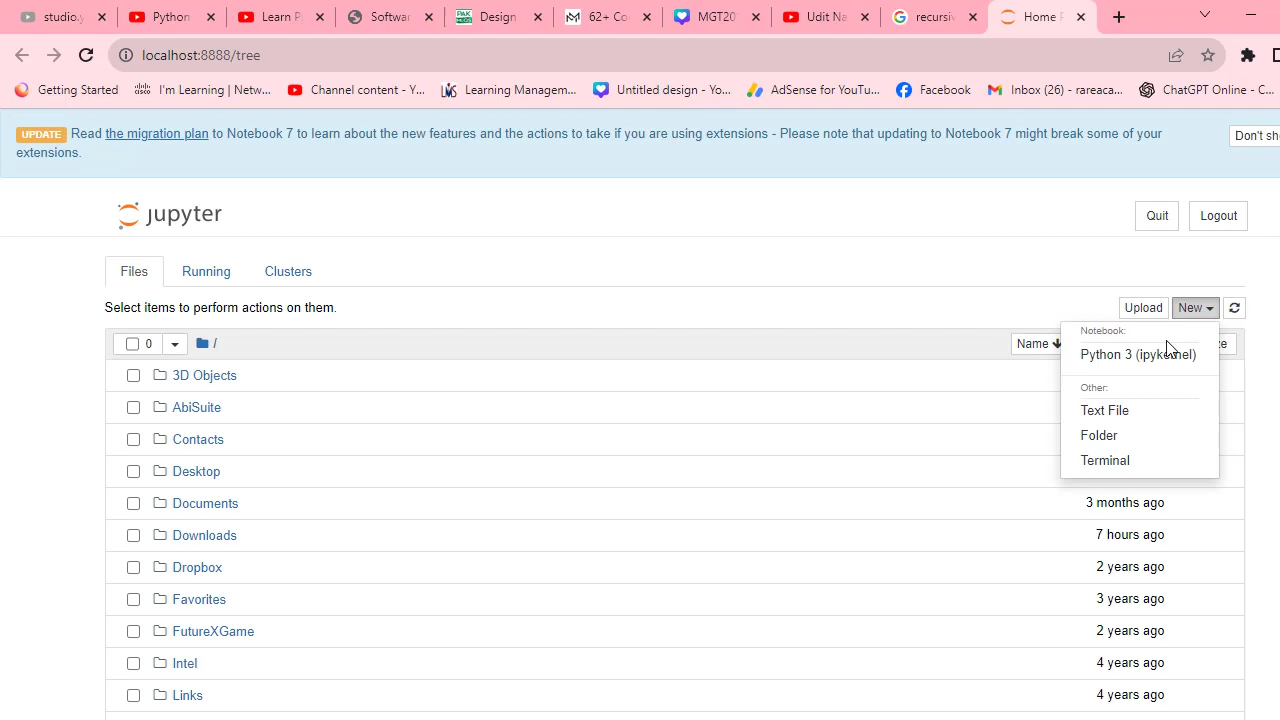 studio.y
Python
Learn P
Softwar
Design
62+ Co
MGT20
Udit Na
recursiv
Home P
localhost:8888/tree
Getting Started
I'm Learning | Netw...
Channel content - Y...
Learning Managem...
Untitled design - Yo...
AdSense for YouTu...
Facebook
Inbox (26) - rareaca...
ChatGPT Online - C...
UPDATE Read the migration plan to Notebook 7 to learn about the new features and the actions to take if you are using extensions - Please note that updating to Notebook 7 might break some of your
extensions.
Don't sh
jupyter
Quit
Logout
Files
Running
Clusters
Select items to perform actions on them.
Upload
New
0
/
Name
Notebook:
Python 3 (ipykernel)
Other:
Text File
Folder
Terminal
3D Objects
AbiSuite
Contacts
Desktop
Documents
3 months ago
Downloads
7 hours ago
Dropbox
2 years ago
Favorites
3 years ago
FutureXGame
2 years ago
Intel
4 years ago
Links
4 years ago